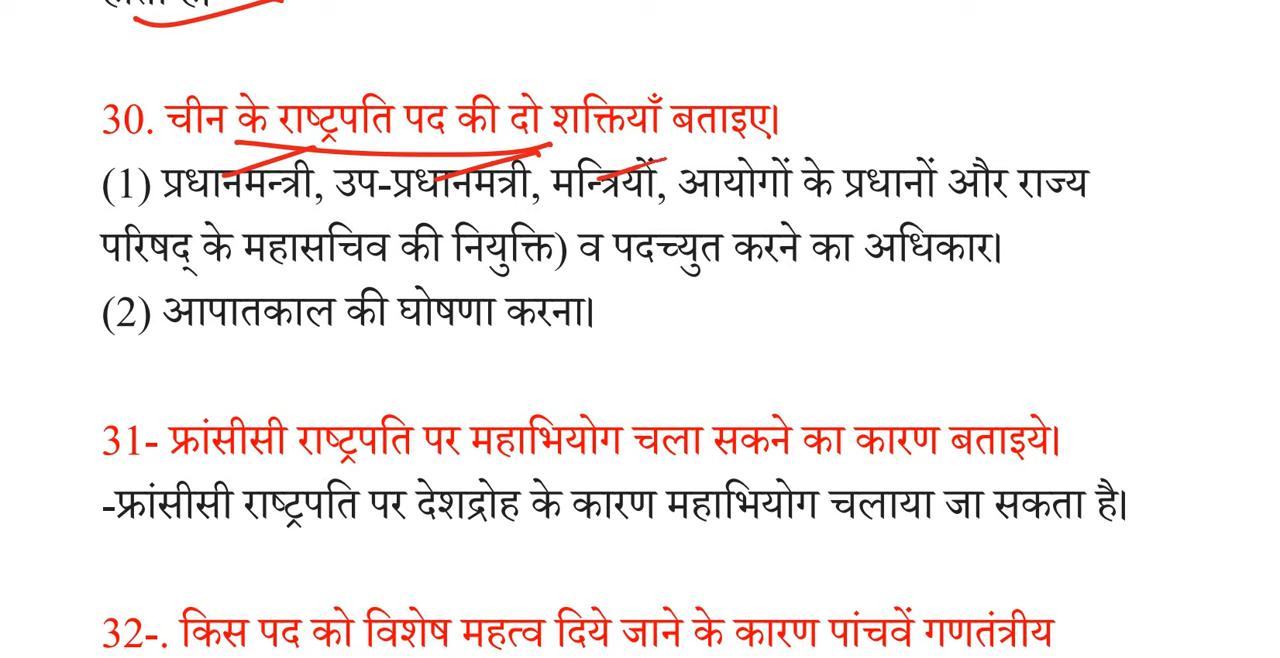 30. चीन के राष्ट्रपति पद की दो शक्तियाँ बताइए।
(1) प्रधानमन्त्री, उप-प्रधानमंत्री, मन्त्रियों, आयोगों के प्रधानों और राज्य
परिषद् के महासचिव की नियुक्ति) व पदच्युत करने का अधिकार।
(2) आपातकाल की घोषणा करना।
31- फ्रांसीसी राष्ट्रपति पर महाभियोग चला सकने का कारण बताइये।
-फ्रांसीसी राष्ट्रपति पर देशद्रोह के कारण महाभियोग चलाया जा सकता है।
32-. किस पद को विशेष महत्व दिये जाने के कारण पांचवें गणतंत्रीय